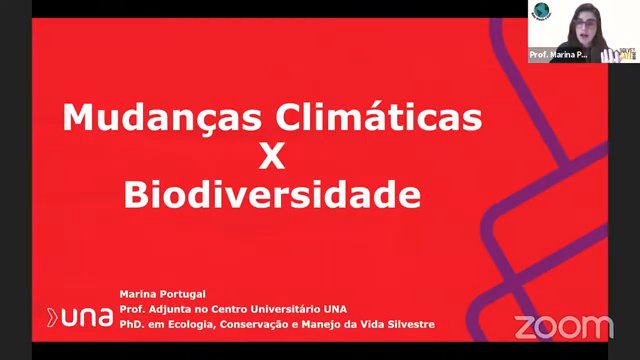 Prof. Marina P...
Mudanças Climáticas
X
Biodiversidade
Marina Portugal
Prof. Adjunta no Centro Universitário UNA
PhD. em Ecologia, Conservação e Manejo da Vida Silvestre
una
zoom